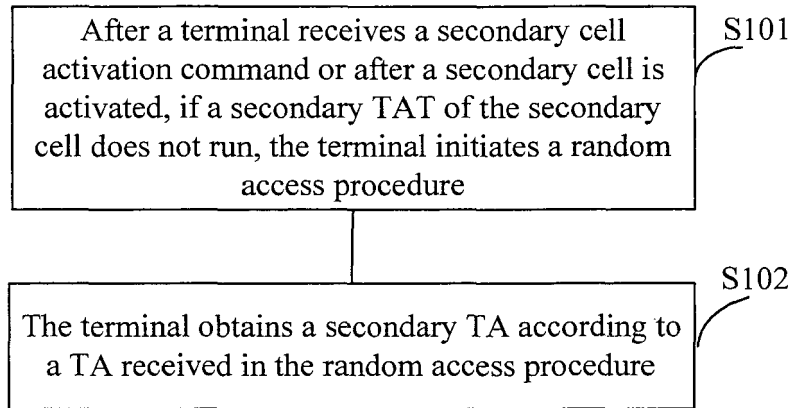 After a terminal receives a secondary cell
activation command or after a secondary cell is
activated, if a secondary TAT of the secondary
cell does not run, the terminal initiates a random
access procedure
S101
The terminal obtains a secondary TA according to
a TA received in the random access procedure
S102